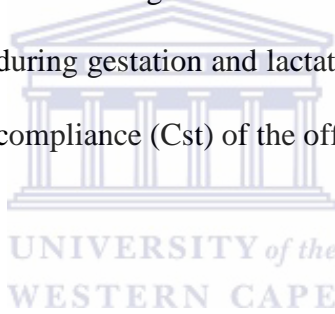 during gestation and lactat
compliance (Cst) of the off
UNIVERSITY of the
WESTERN CAPE